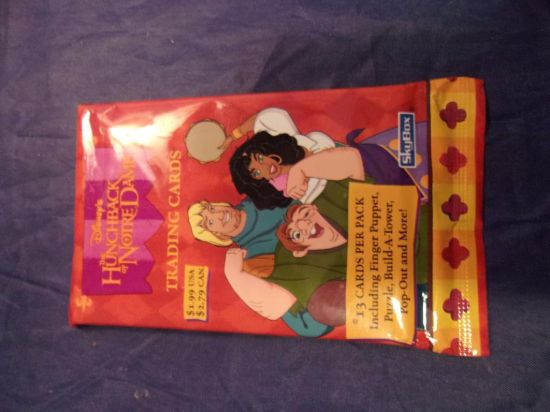 Disney's
THE HUNCHBACK
OF NOTRE DAME
TRADING CARDS
$1.99 USA
$2.79 CAN.
SkyBox
13 CARDS PER PACK
Including Finger Puppet,
Puzzle, Build-A-Tower,
Pop-Out and More!